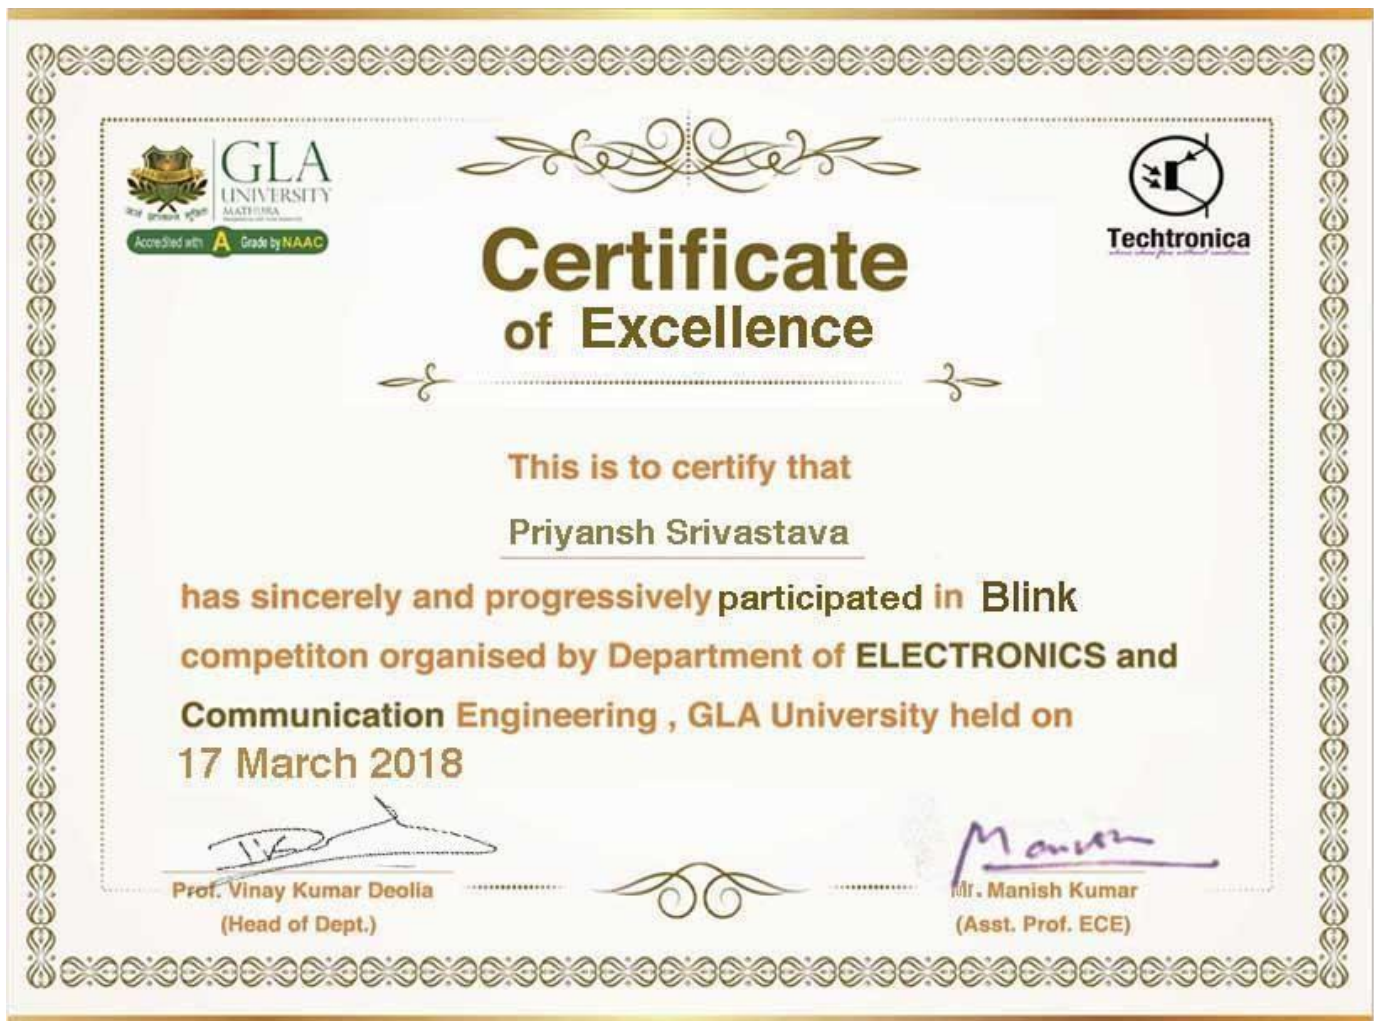 GLA
UNIVERSITY
MATHURA
Accredited with A Grade by NAAC
Techtronica
Certificate
of Excellence
This is to certify that
Priyansh Srivastava
has sincerely and progressively participated in Blink
competiton organised by Department of ELECTRONICS and
Communication Engineering , GLA University held on
17 March 2018
Prof. Vinay Kumar Deolia
(Head of Dept.)
Mr. Manish Kumar
(Asst. Prof. ECE)